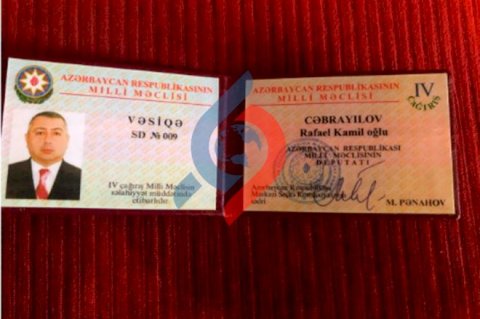 AZƏRBAYCAN RESPUBLİKASININ
MİLLİ MƏCLİSİ
VƏSİQƏ
SD № 009
IV çağırış Milli Məclisin
səlahiyyət müddətində
etibarlıdır.
AZƏRBAYCAN RESPUBLİKASININ
MİLLİ MƏCLİSİ
IV
ÇAĞIRIŞ
CƏBRAYILOV
Rafael Kamil oğlu
AZƏRBAYCAN RESPUBLİKASI
MİLLİ MƏCLİSİNİN
DEPUTATI
Azərbaycan Respublikası
Mərkəzi Seçki Komissiyasının
sədri
M. PƏNAHOV